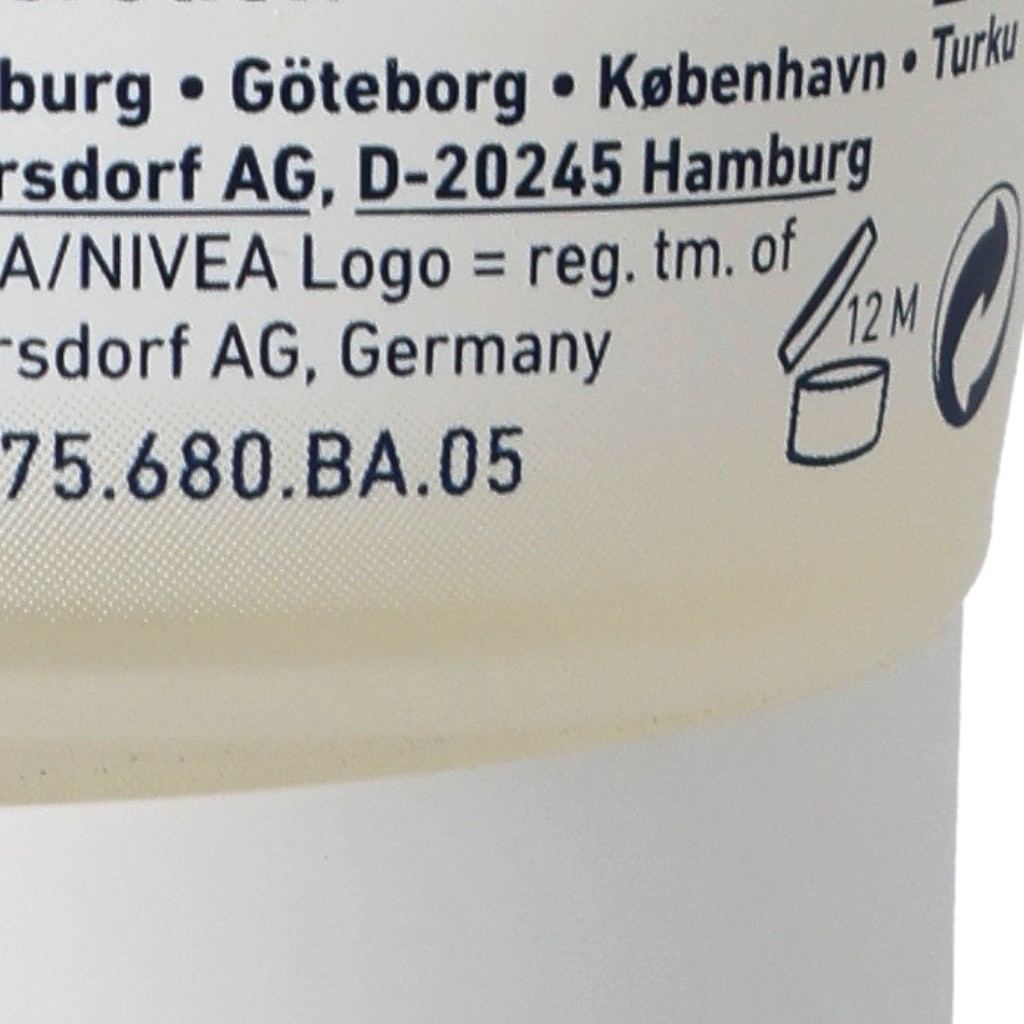 burg • Göteborg • København • Turku
rsdorf AG, D-20245 Hamburg
A/NIVEA Logo = reg. tm. of
rsdorf AG, Germany
12 M
75.680.BA.05